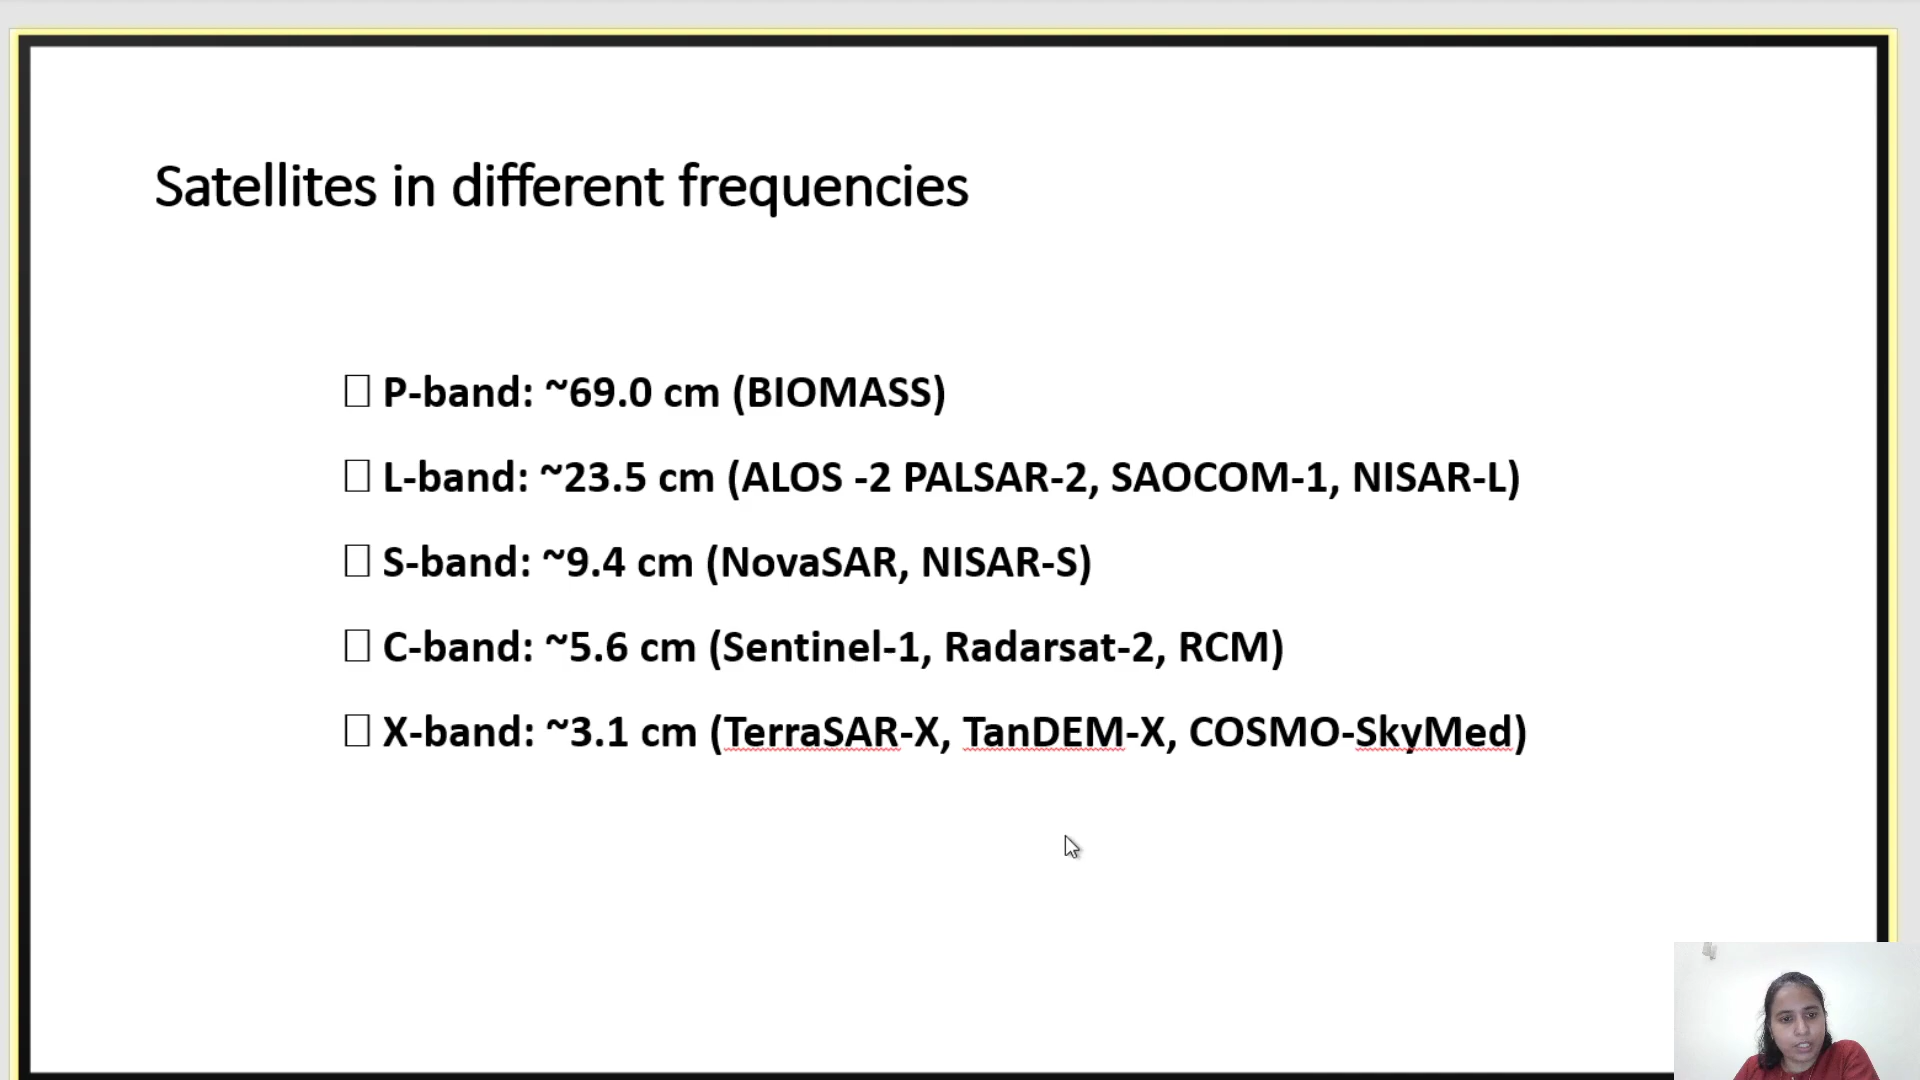 Satellites in different frequencies
P-band: ~69.0 cm (BIOMASS)
L-band: ~23.5 cm (ALOS -2 PALSAR-2, SAOCOM-1, NISAR-L)
S-band: ~9.4 cm (NovaSAR, NISAR-S)
C-band: ~5.6 cm (Sentinel-1, Radarsat-2, RCM)
X-band: ~3.1 cm (TerraSAR-X, TanDEM-X, COSMO-SkyMed)